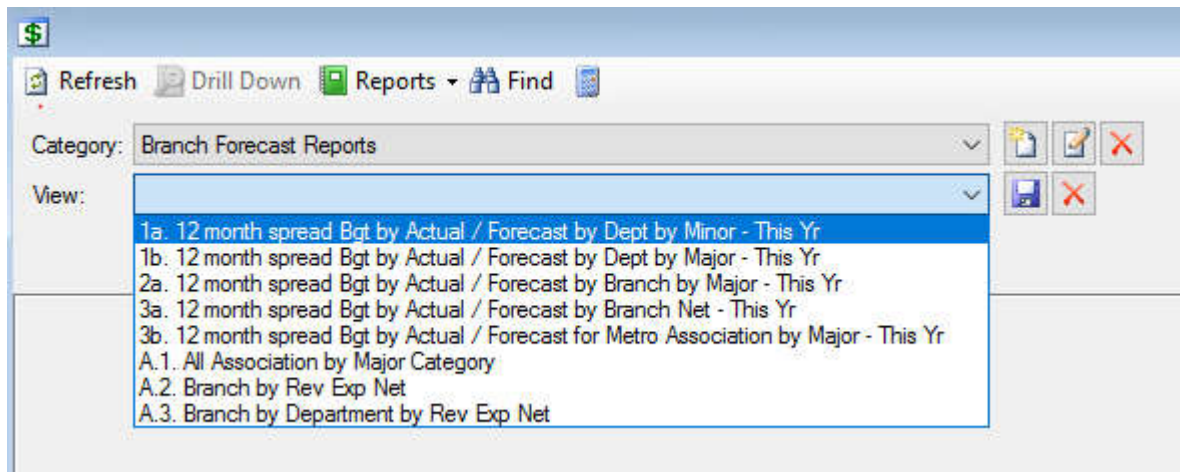 Refresh Drill Down Reports Find
Category: Branch Forecast Reports
View:
1a. 12 month spread Bgt by Actual / Forecast by Dept by Minor - This Yr
1b. 12 month spread Bgt by Actual / Forecast by Dept by Major - This Yr
2a. 12 month spread Bgt by Actual / Forecast by Branch by Major - This Yr
3a. 12 month spread Bgt by Actual / Forecast by Branch Net - This Yr
3b. 12 month spread Bgt by Actual / Forecast for Metro Association by Major - This Yr
A.1. All Association by Major Category
A.2. Branch by Rev Exp Net
A.3. Branch by Department by Rev Exp Net